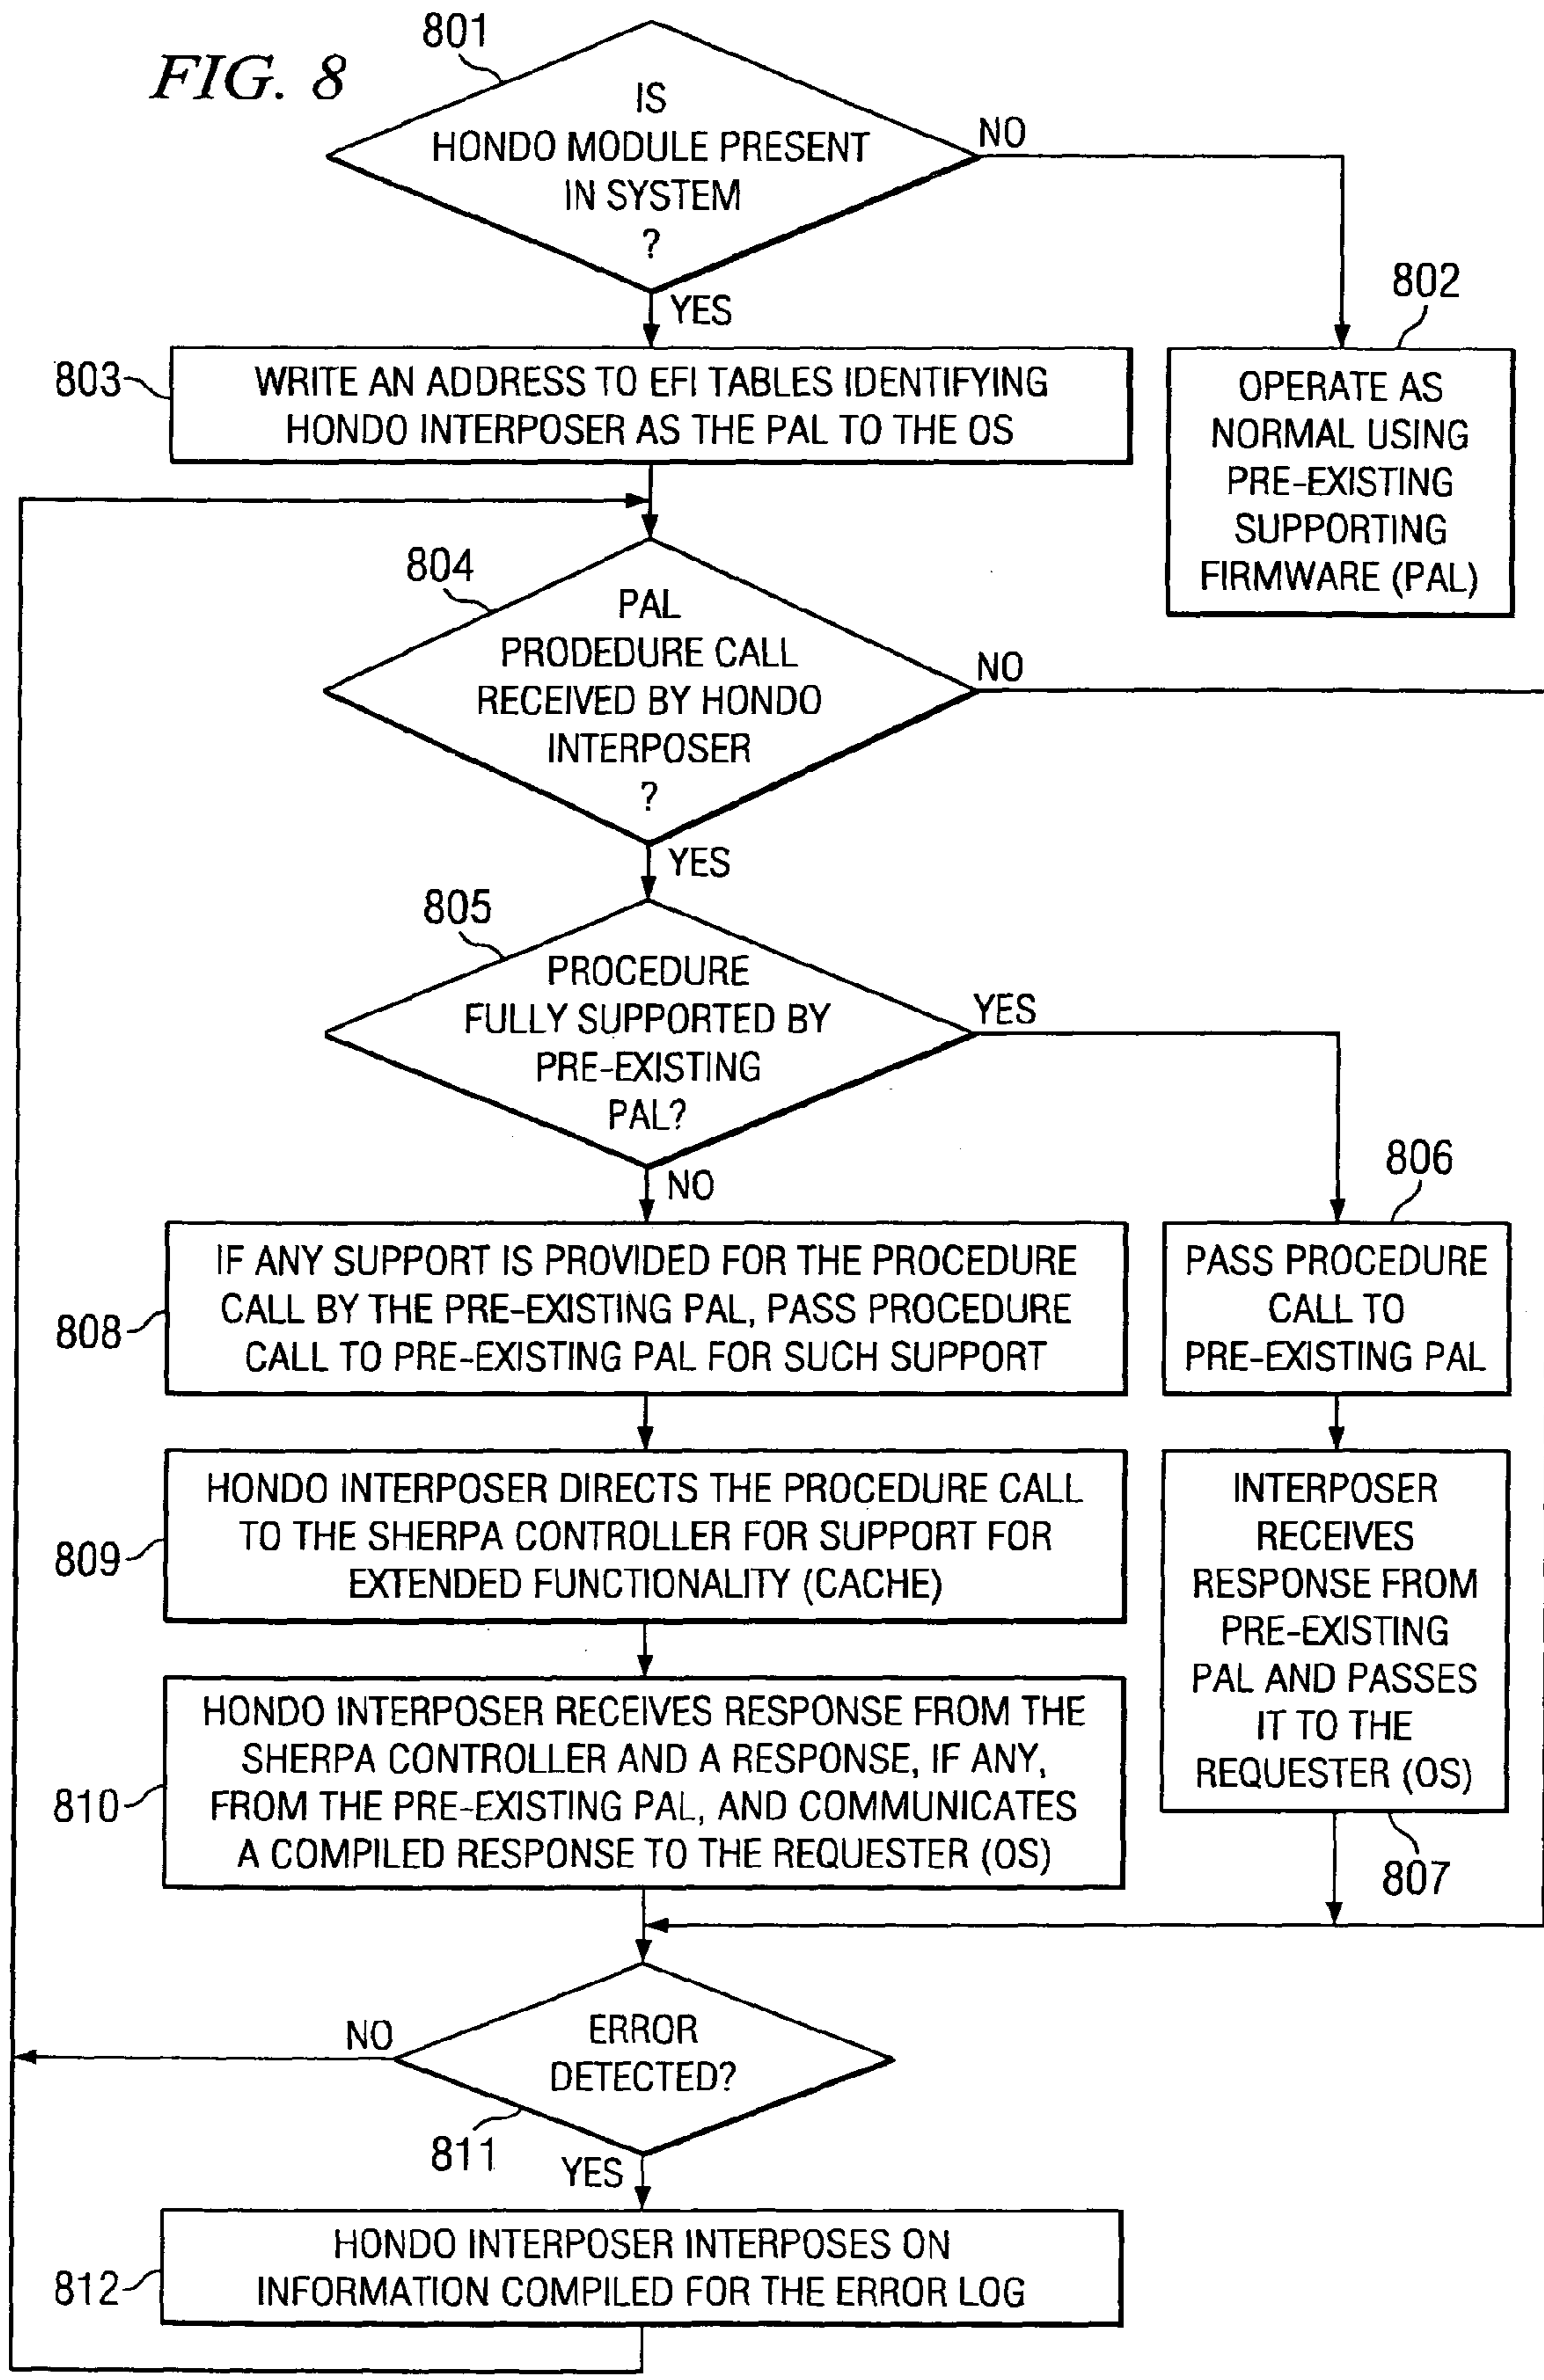 FIG. 8
801
IS
HONDO MODULE PRESENT
IN SYSTEM
?
NO
YES
802
OPERATE AS
NORMAL USING
PRE-EXISTING
SUPPORTING
FIRMWARE (PAL)
803
WRITE AN ADDRESS TO EFI TABLES IDENTIFYING
HONDO INTERPOSER AS THE PAL TO THE OS
804
PAL
PRODEDURE CALL
RECEIVED BY HONDO
INTERPOSER
?
NO
YES
805
PROCEDURE
FULLY SUPPORTED BY
PRE-EXISTING
PAL?
YES
NO
806
PASS PROCEDURE
CALL TO
PRE-EXISTING PAL
808
IF ANY SUPPORT IS PROVIDED FOR THE PROCEDURE
CALL BY THE PRE-EXISTING PAL, PASS PROCEDURE
CALL TO PRE-EXISTING PAL FOR SUCH SUPPORT
809
HONDO INTERPOSER DIRECTS THE PROCEDURE CALL
TO THE SHERPA CONTROLLER FOR SUPPORT FOR
EXTENDED FUNCTIONALITY (CACHE)
INTERPOSER
RECEIVES
RESPONSE FROM
PRE-EXISTING
PAL AND PASSES
IT TO THE
REQUESTER (OS)
807
810
HONDO INTERPOSER RECEIVES RESPONSE FROM THE
SHERPA CONTROLLER AND A RESPONSE, IF ANY,
FROM THE PRE-EXISTING PAL, AND COMMUNICATES
A COMPILED RESPONSE TO THE REQUESTER (OS)
NO
ERROR
DETECTED?
811
YES
812
HONDO INTERPOSER INTERPOSES ON
INFORMATION COMPILED FOR THE ERROR LOG